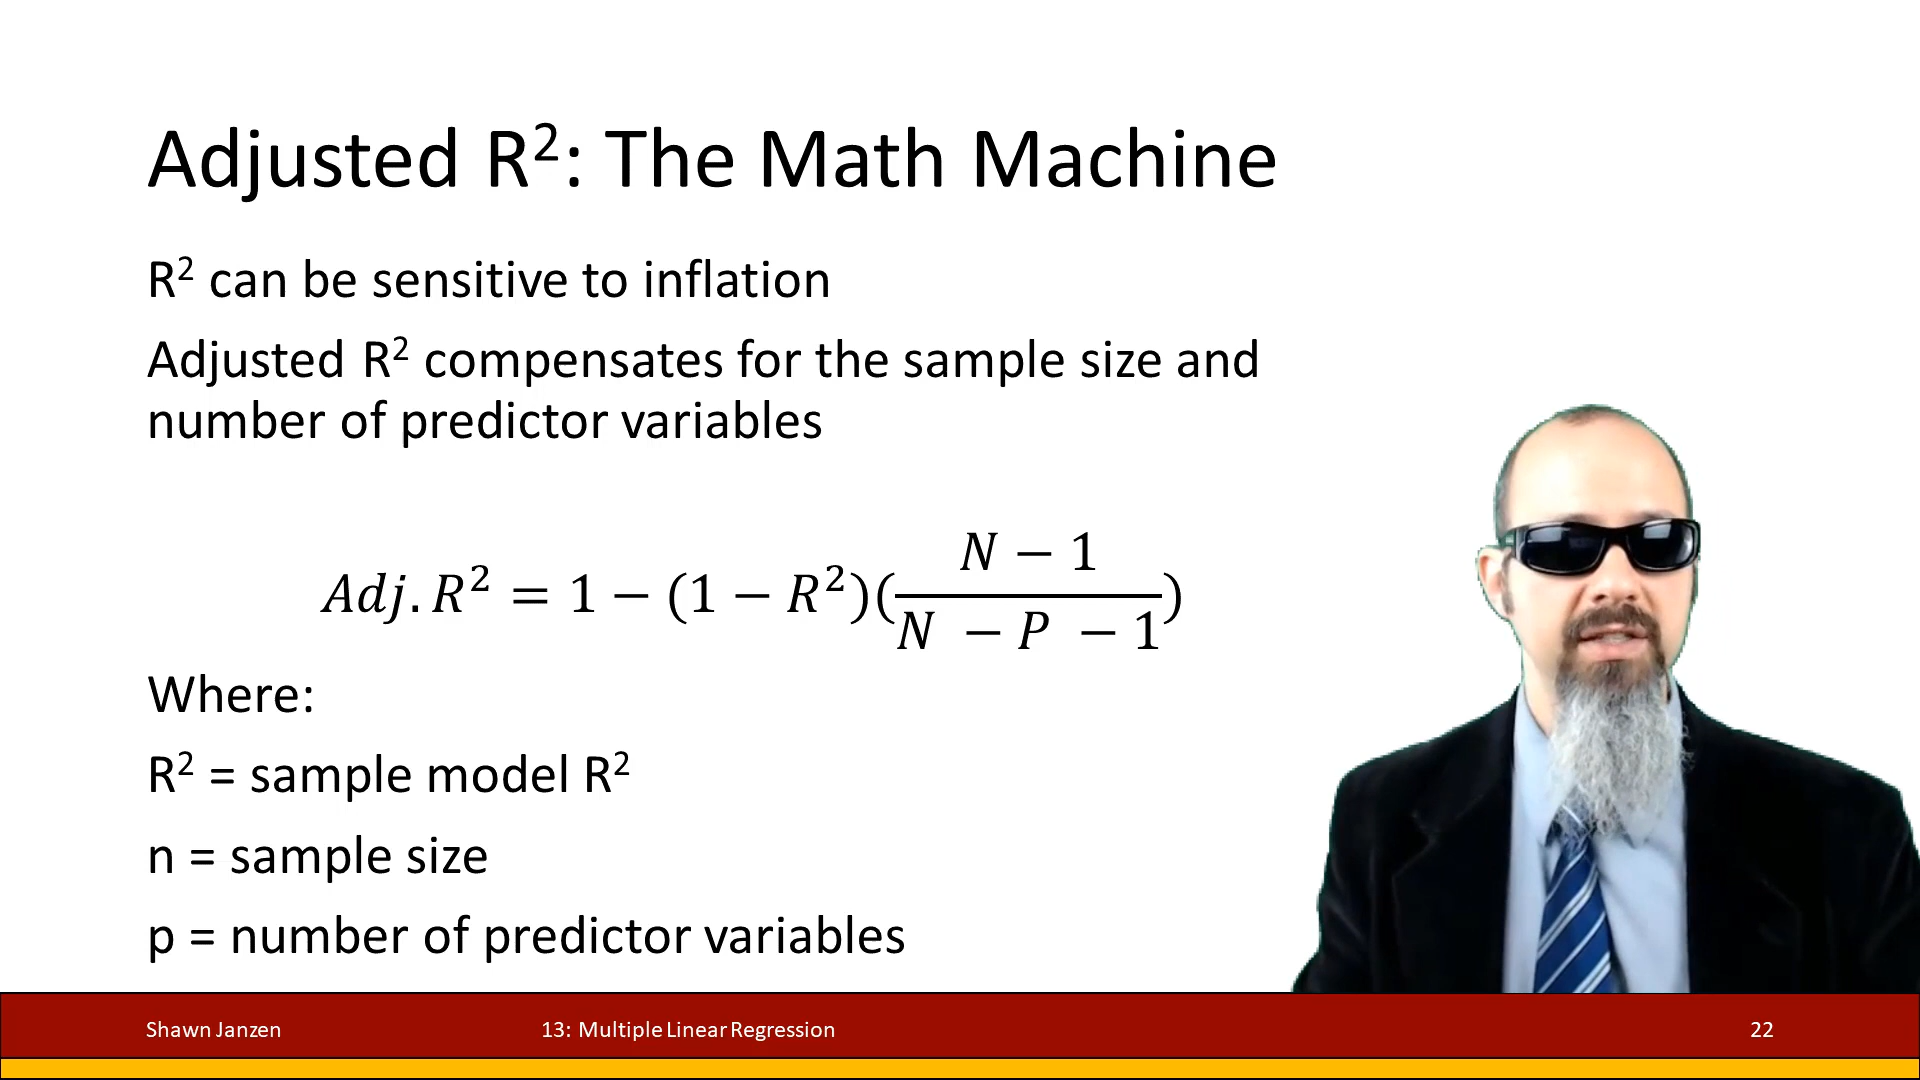 Adjusted R²: The Math Machine
R² can be sensitive to inflation
Adjusted R² compensates for the sample size and
number of predictor variables
Adj. R² = 1 − (1 − R²)(\frac{N − 1}{N − P − 1})
Where:
R² = sample model R²
n = sample size
p = number of predictor variables
Shawn Janzen 13: Multiple Linear Regression 22